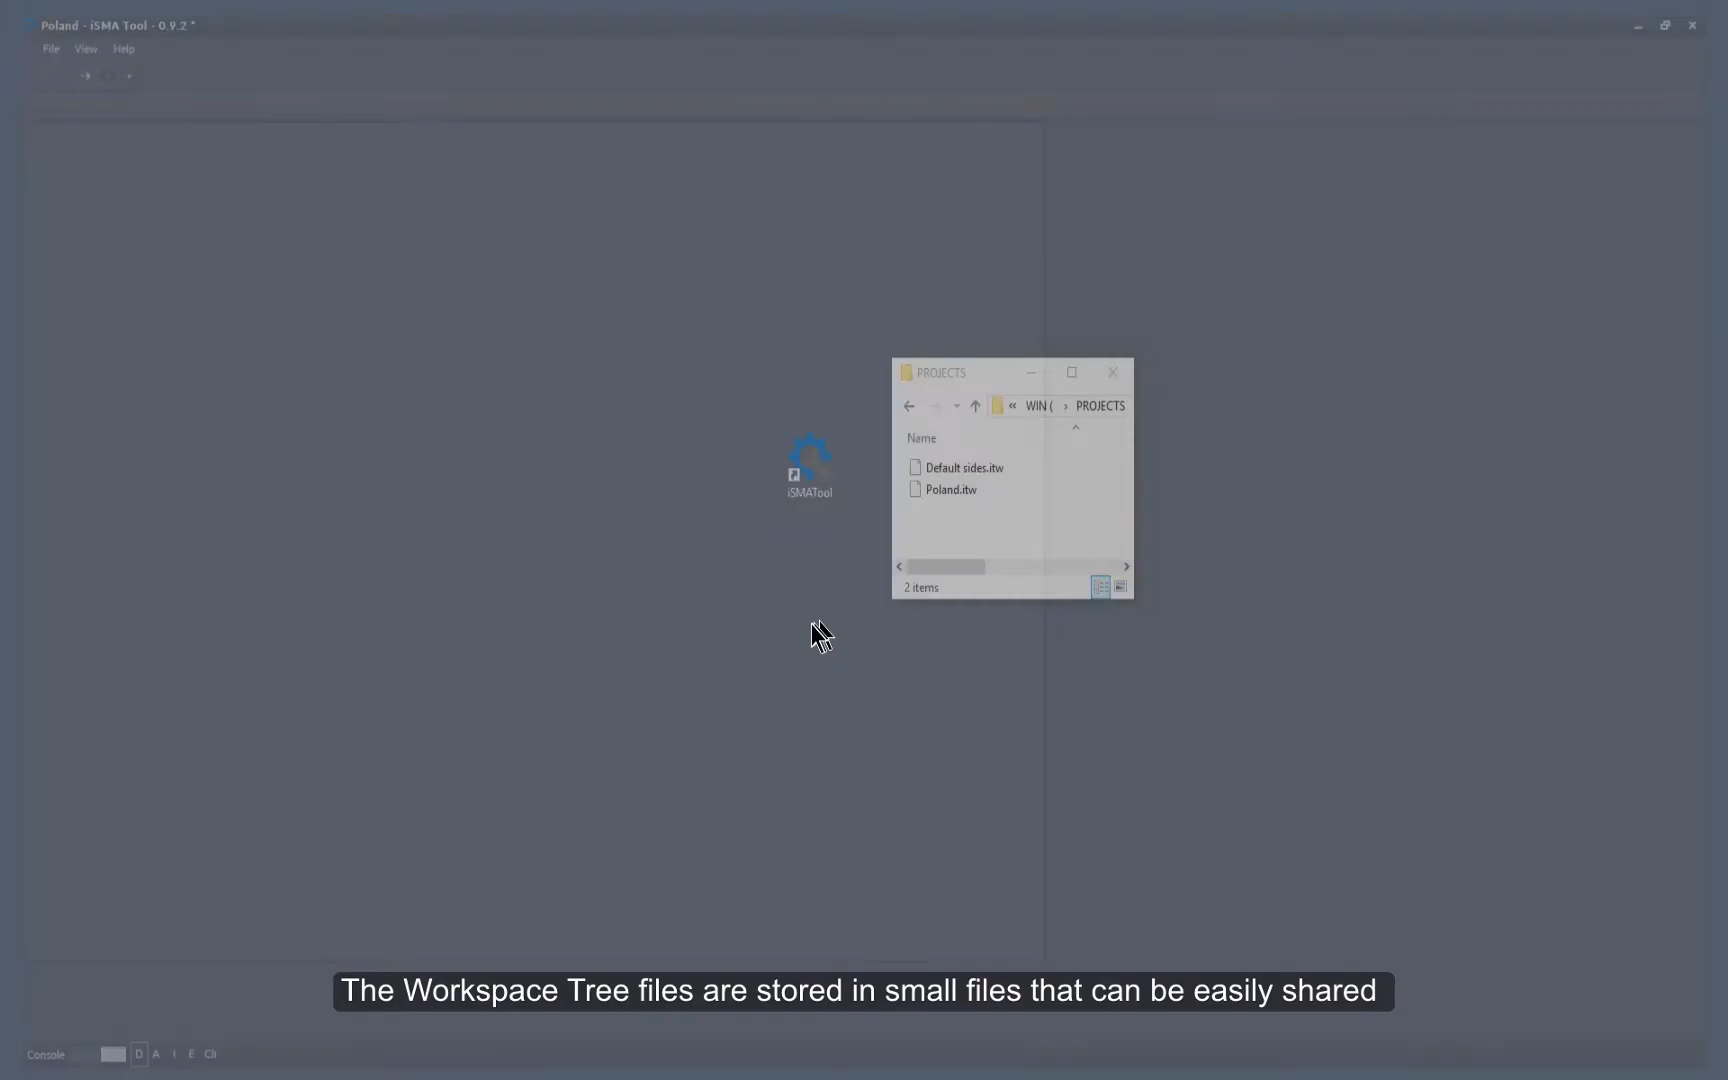 Poland - iSMA Tool - 0.9.2 *
File View Help
PROJECTS
« WIN ( › PROJECTS
Name
Default sides.itw
Poland.itw
iSMATool
2 items
The Workspace Tree files are stored in small files that can be easily shared
Console D A I E Cli